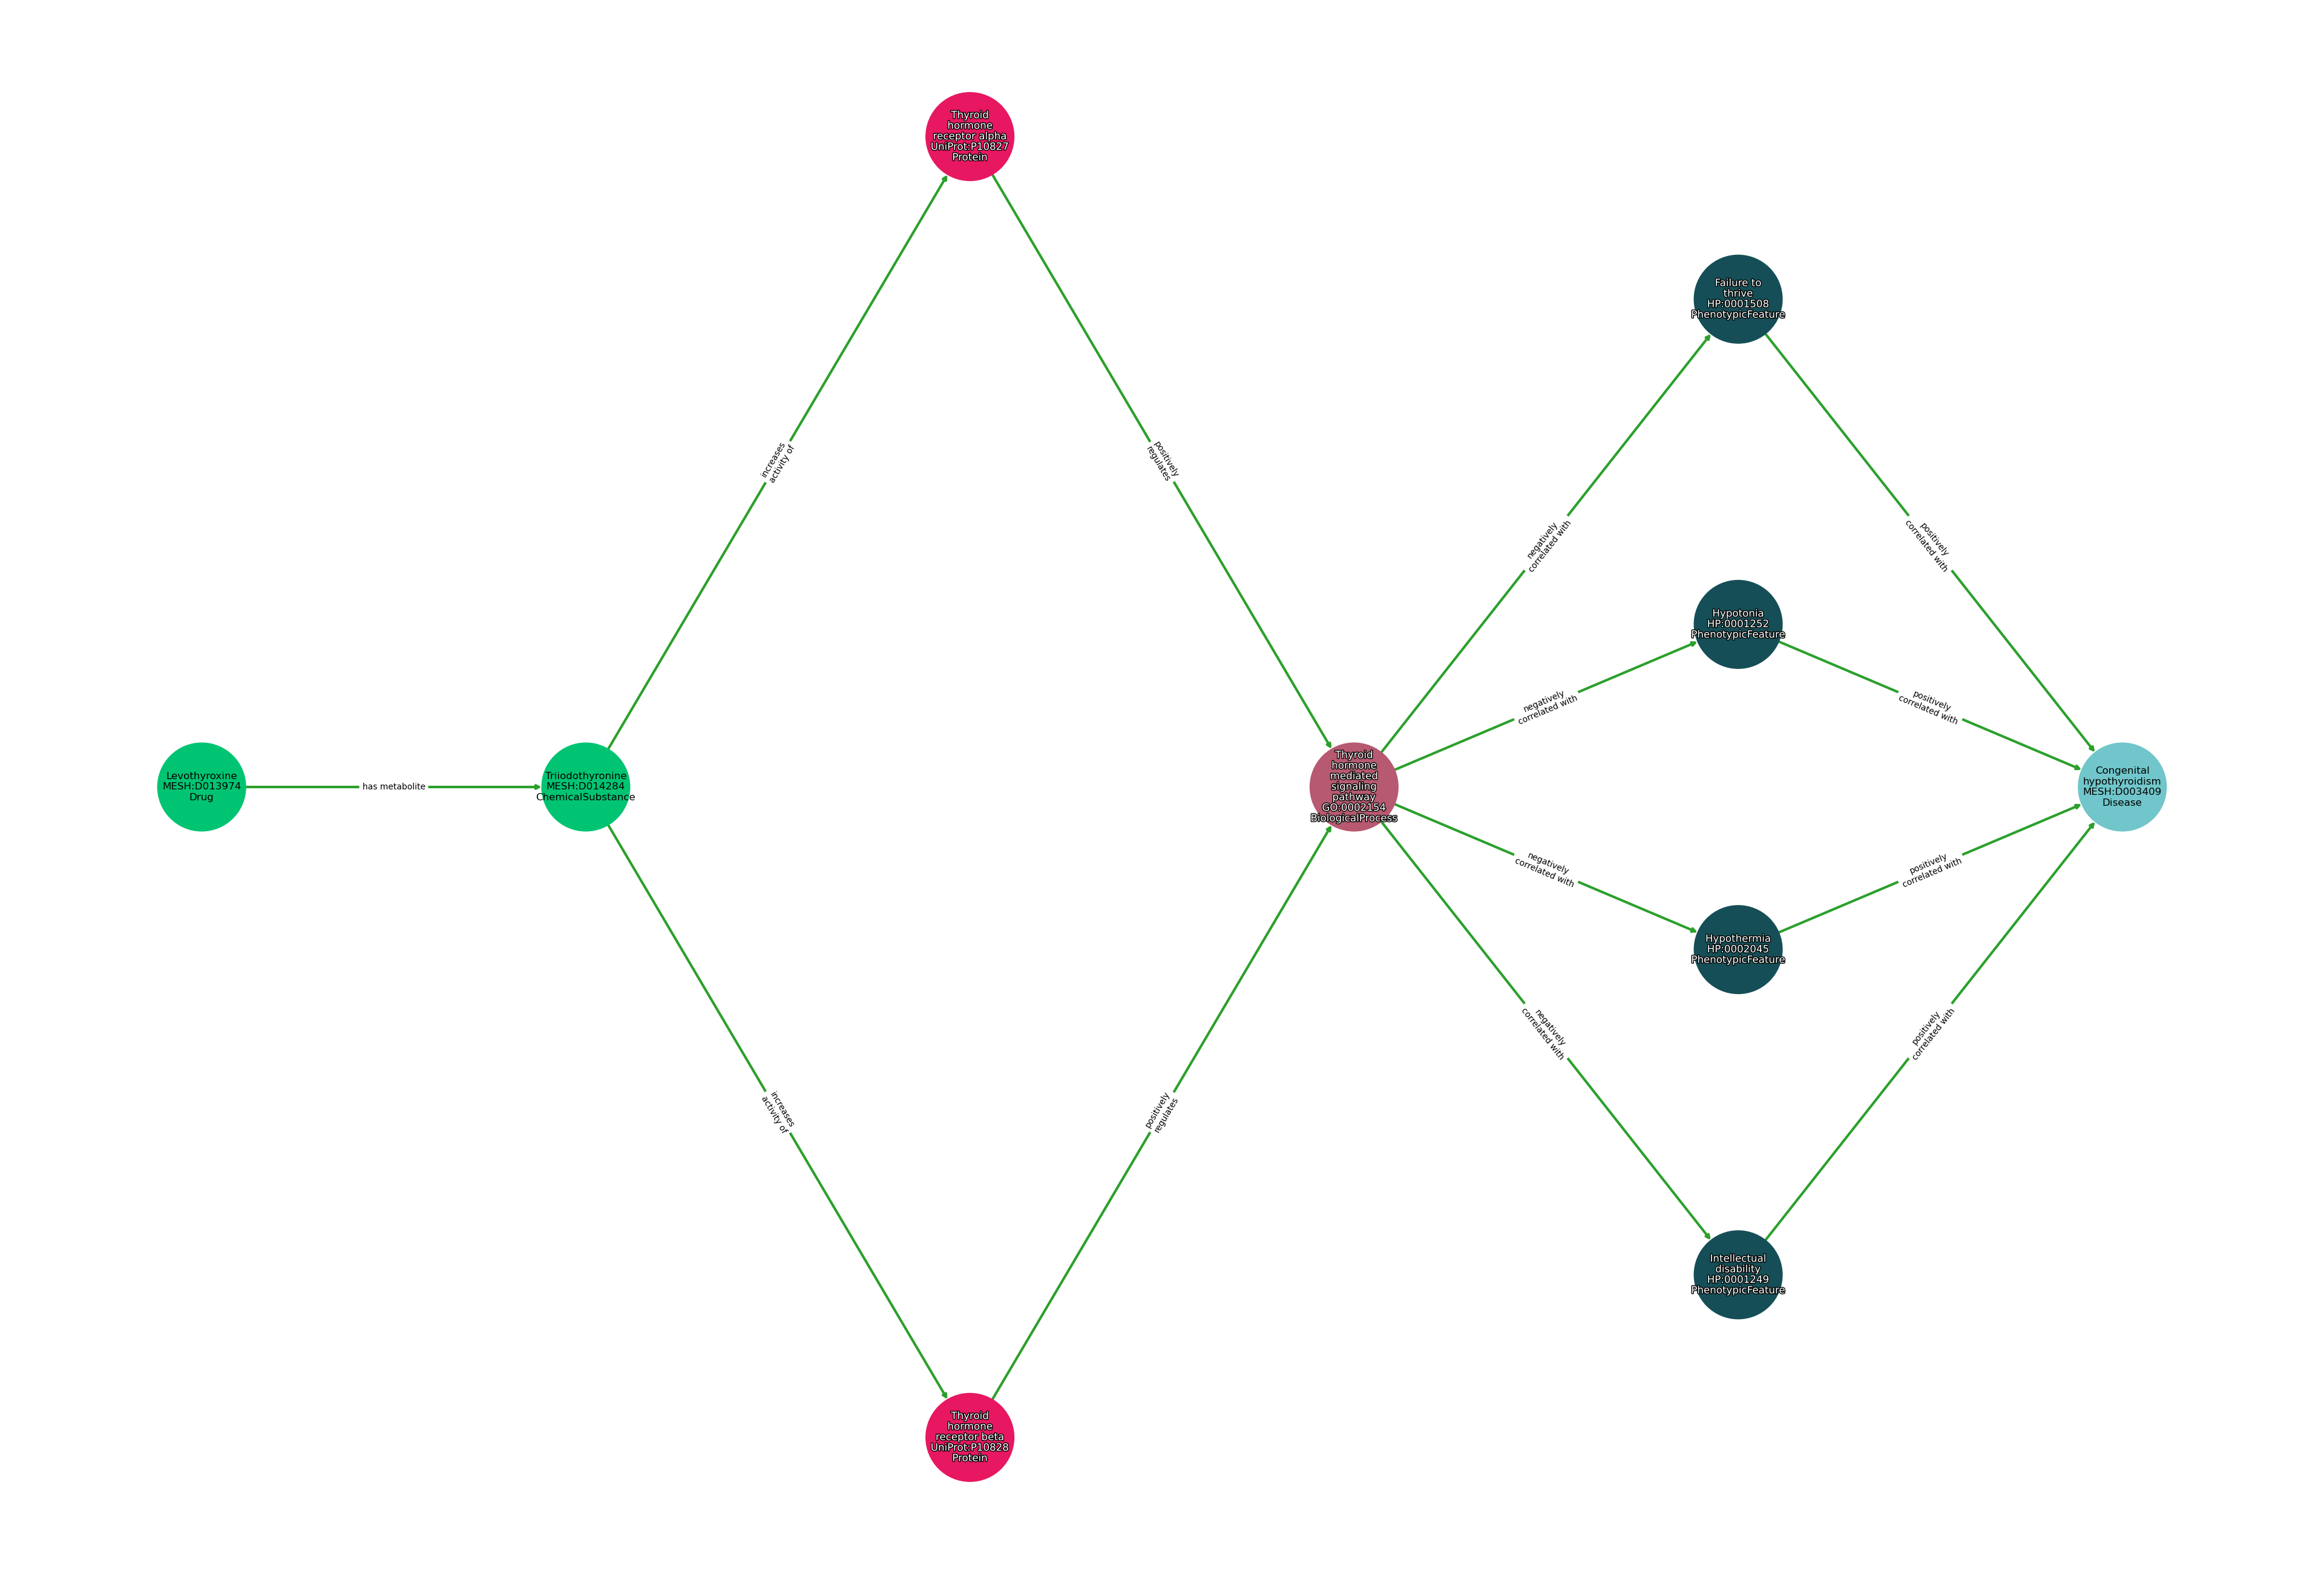 Levothyroxine
MESH:D013974
Drug
has metabolite
Triiodothyronine
MESH:D014284
ChemicalSubstance
increases
activity of
increases
activity of
Thyroid
hormone
receptor alpha
UniProt:P10827
Protein
Thyroid
hormone
receptor beta
UniProt:P10828
Protein
positively
regulates
positively
regulates
Thyroid
hormone
mediated
signaling
pathway
GO:0002154
BiologicalProcess
negatively
correlated with
negatively
correlated with
negatively
correlated with
negatively
correlated with
Failure to
thrive
HP:0001508
PhenotypicFeature
Hypotonia
HP:0001252
PhenotypicFeature
Hypothermia
HP:0002045
PhenotypicFeature
Intellectual
disability
HP:0001249
PhenotypicFeature
positively
correlated with
positively
correlated with
positively
correlated with
positively
correlated with
Congenital
hypothyroidism
MESH:D003409
Disease